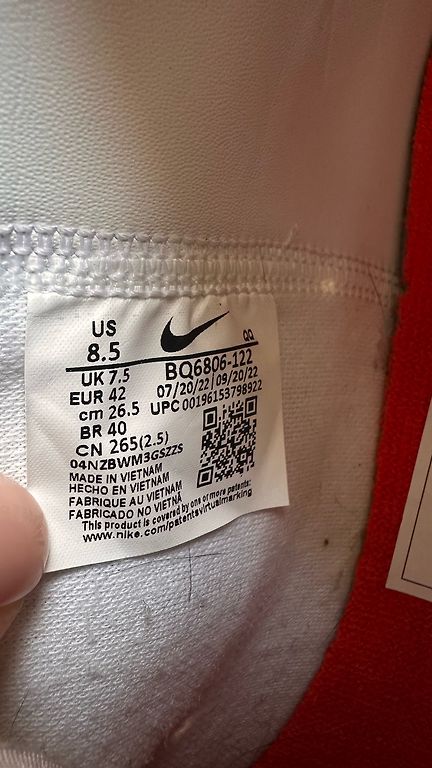 US
8.5
QQ
UK 7.5
BQ6806-122
EUR 42
07/20/22 | 09/20/22
cm 26.5
UPC 00196153798922
BR 40
CN 265(2.5)
04NZBWM3GSZZS
MADE IN VIETNAM
HECHO EN VIETNAM
FABRIQUE AU VIETNAM
FABRICADO NO VIETNÃ
This product is covered by one or more patents:
www.nike.com/patentsvirtualmarking